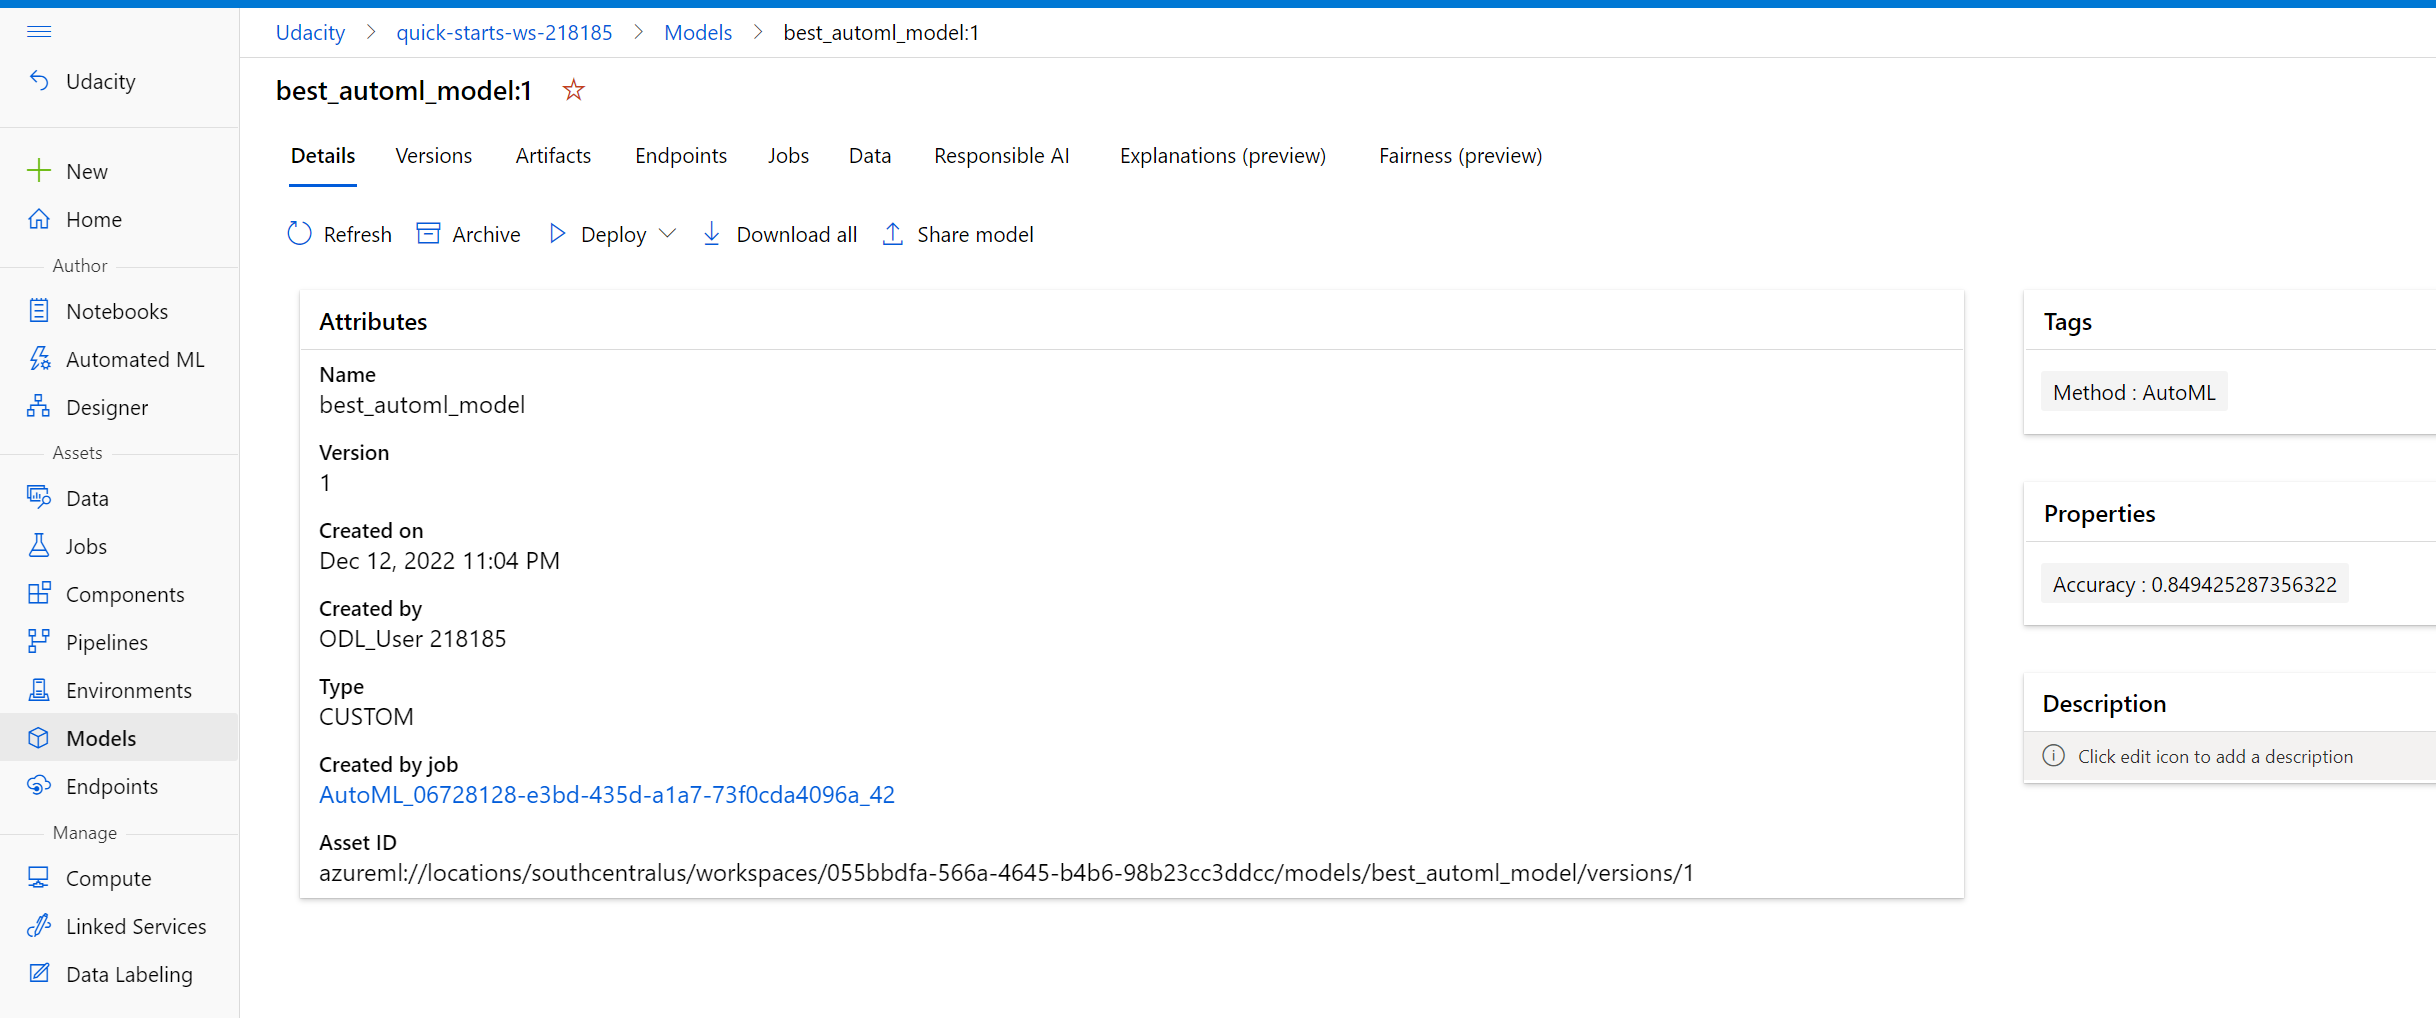 Udacity
New
Home
Author
Notebooks
Automated ML
Designer
Assets
Data
Jobs
Components
Pipelines
Environments
Models
Endpoints
Manage
Compute
Linked Services
Data Labeling
Udacity > quick-starts-ws-218185 > Models > best_automl_model:1
best_automl_model:1
Details Versions Artifacts Endpoints Jobs Data Responsible AI Explanations (preview) Fairness (preview)
Refresh Archive Deploy Download all Share model
Attributes
Name
best_automl_model
Version
1
Created on
Dec 12, 2022 11:04 PM
Created by
ODL_User 218185
Type
CUSTOM
Created by job
AutoML_06728128-e3bd-435d-a1a7-73f0cda4096a_42
Asset ID
azureml://locations/southcentralus/workspaces/055bbdfa-566a-4645-b4b6-98b23cc3ddcc/models/best_automl_model/versions/1
Tags
Method : AutoML
Properties
Accuracy : 0.849425287356322
Description
Click edit icon to add a description